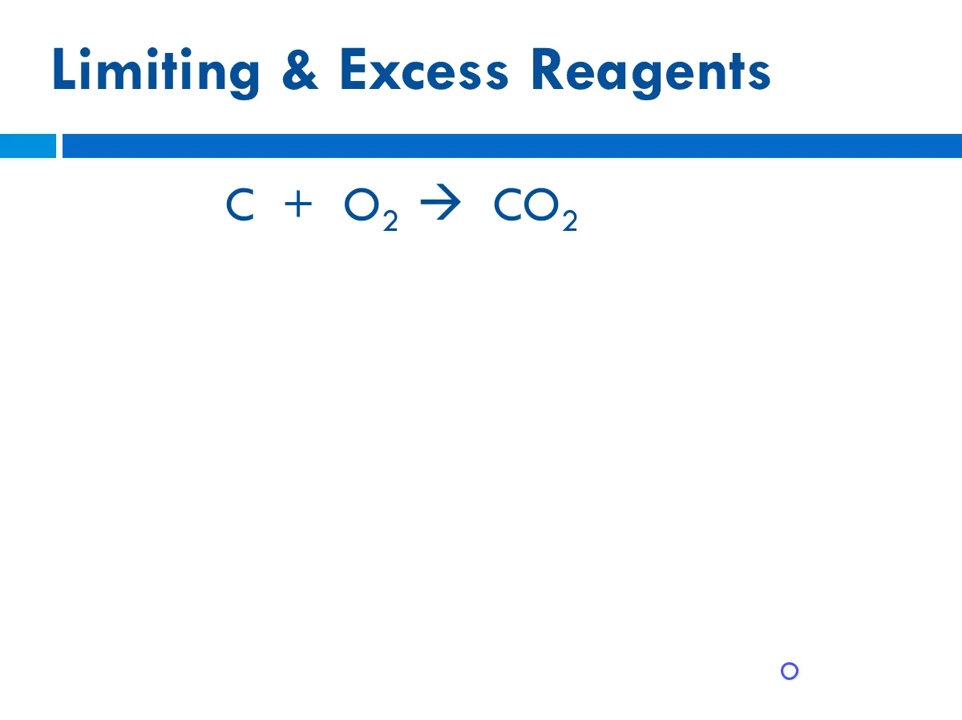 Limiting & Excess Reagents
C + O₂ → CO₂